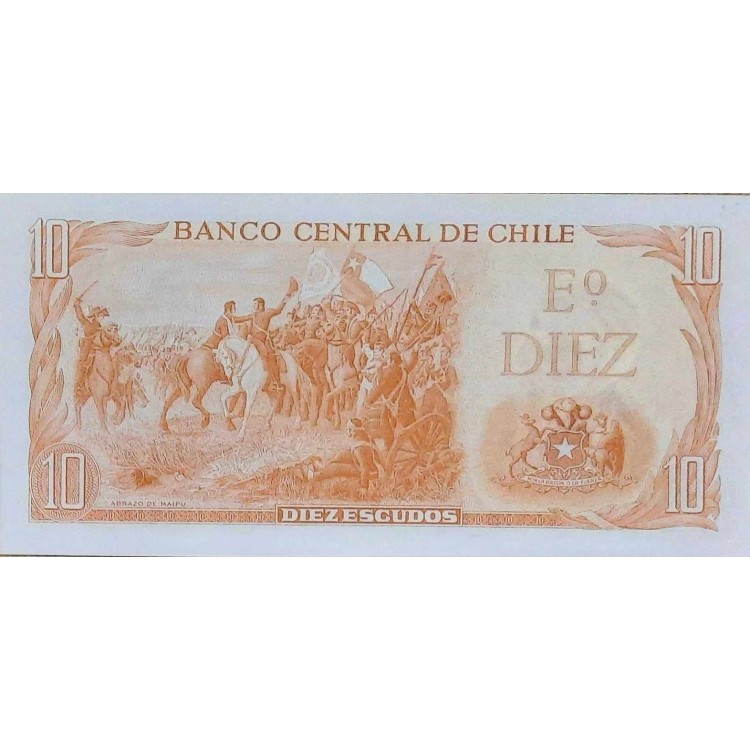 10 BANCO CENTRAL DE CHILE 10
Eº
DIEZ
10 10
ABRAZO DE MAIPU
DIEZ ESCUDOS